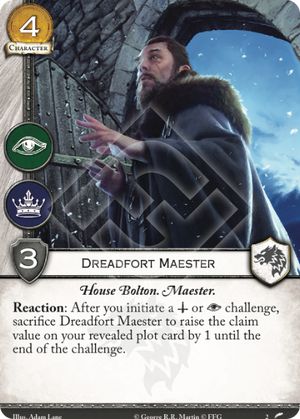 4
CHARACTER
3
DREADFORT MAESTER
House Bolton. Maester.
Reaction: After you initiate a or challenge,
sacrifice Dreadfort Maester to raise the claim
value on your revealed plot card by 1 until the
end of the challenge.
Illus. Adam Lane © George R.R. Martin © FFG 2